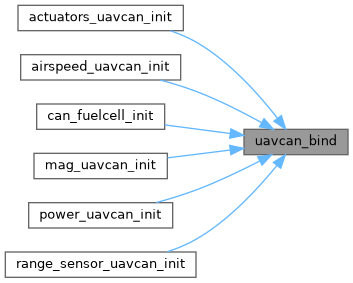 actuators_uavcan_init
airspeed_uavcan_init
can_fuelcell_init
uavcan_bind
mag_uavcan_init
power_uavcan_init
range_sensor_uavcan_init